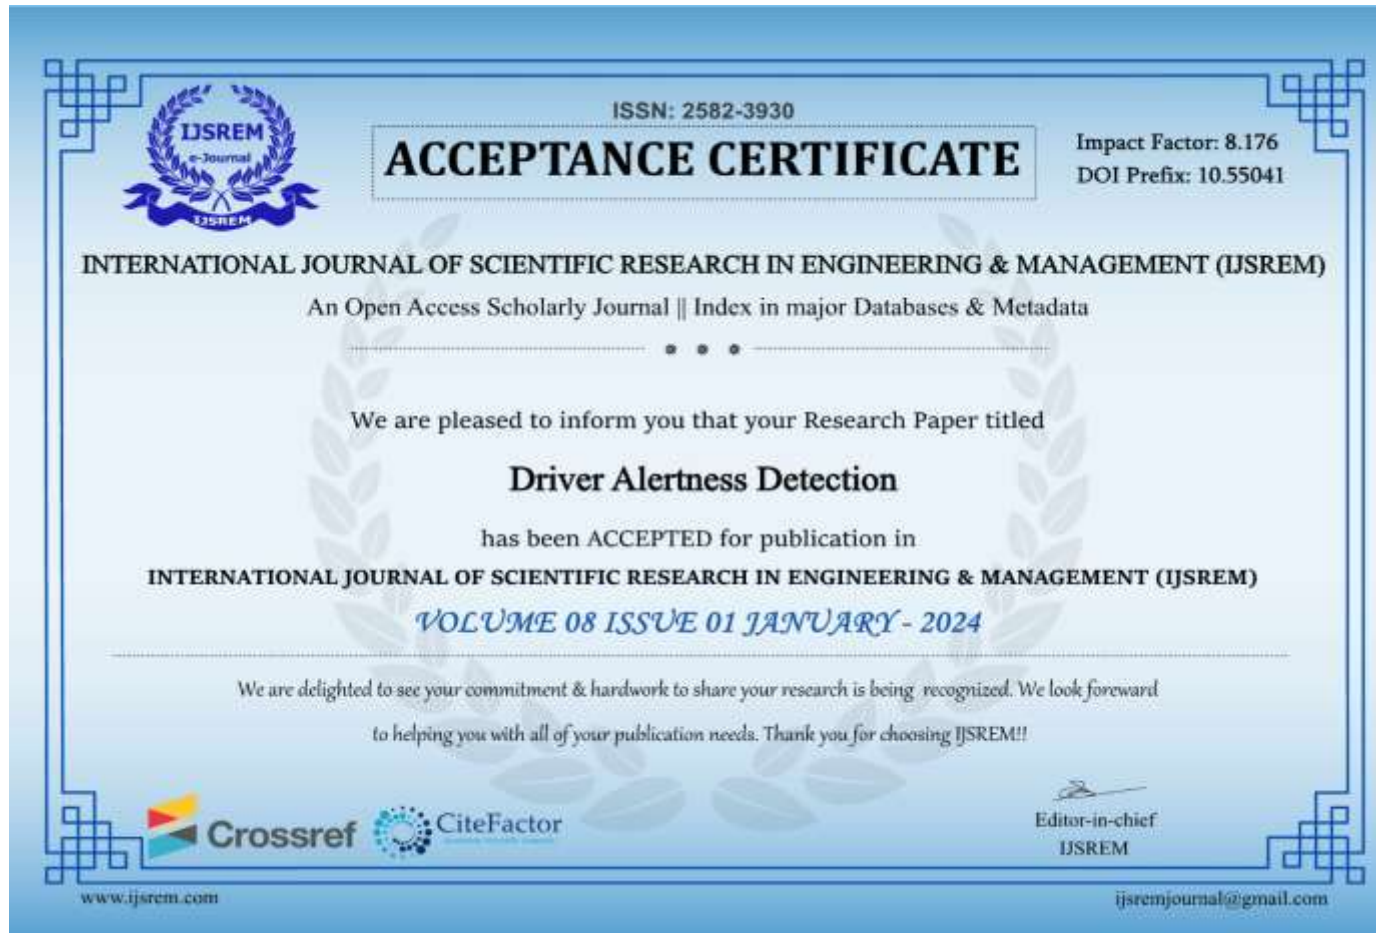 IJSREM
e-Journal
IJSREM
ISSN: 2582-3930
ACCEPTANCE CERTIFICATE
Impact Factor: 8.176
DOI Prefix: 10.55041
INTERNATIONAL JOURNAL OF SCIENTIFIC RESEARCH IN ENGINEERING & MANAGEMENT (IJSREM)
An Open Access Scholarly Journal || Index in major Databases & Metadata
We are pleased to inform you that your Research Paper titled
Driver Alertness Detection
has been ACCEPTED for publication in
INTERNATIONAL JOURNAL OF SCIENTIFIC RESEARCH IN ENGINEERING & MANAGEMENT (IJSREM)
VOLUME 08 ISSUE 01 JANUARY - 2024
We are delighted to see your commitment & hardwork to share your research is being recognized. We look foreward
to helping you with all of your publication needs. Thank you for choosing IJSREM!!
Crossref
CiteFactor
Editor-in-chief
IJSREM
www.ijsrem.com
ijsremjournal@gmail.com